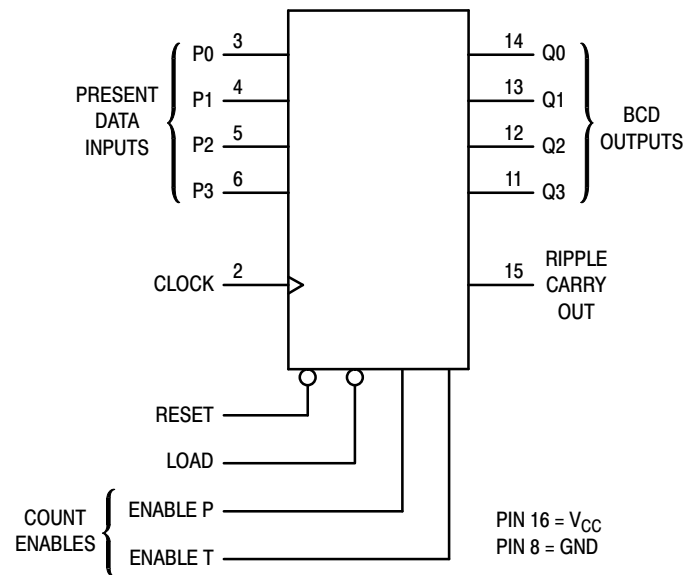 P0 3
P1 4
P2 5
P3 6
PRESENT
DATA
INPUTS
14 Q0
13 Q1
12 Q2
11 Q3
BCD
OUTPUTS
CLOCK 2
15
RIPPLE
CARRY
OUT
RESET
LOAD
COUNT
ENABLES
ENABLE P
ENABLE T
PIN 16 = VCC
PIN 8 = GND